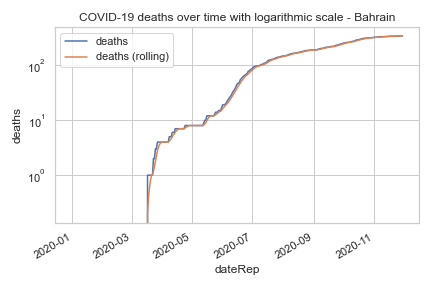 COVID-19 deaths over time with logarithmic scale - Bahrain
deaths
deaths (rolling)
10²
10¹
10⁰
deaths
2020-01
2020-03
2020-05
2020-07
2020-09
2020-11
dateRep